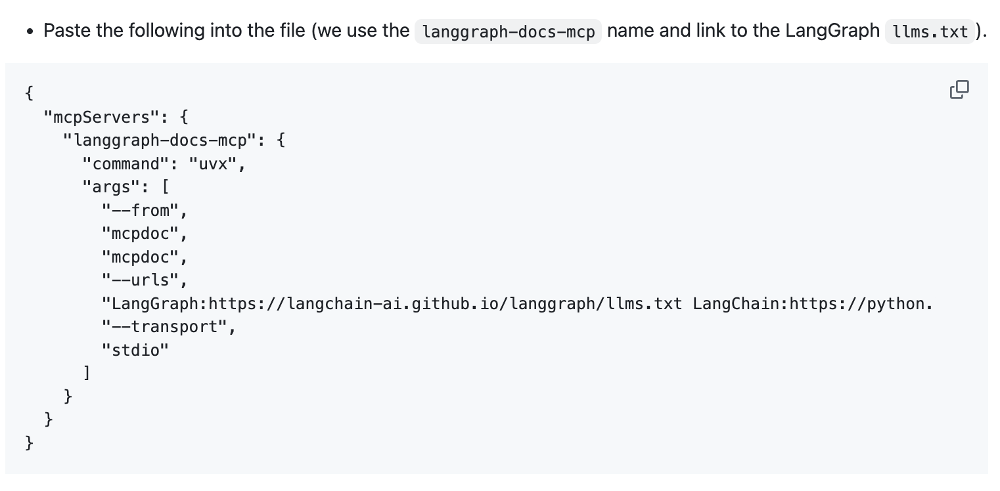 • Paste the following into the file (we use the langgraph-docs-mcp name and link to the LangGraph llms.txt).
{
  "mcpServers": {
    "langgraph-docs-mcp": {
      "command": "uvx",
      "args": [
        "--from",
        "mcpdoc",
        "mcpdoc",
        "--urls",
        "LangGraph:https://langchain-ai.github.io/langgraph/llms.txt LangChain:https://python.
        "--transport",
        "stdio"
      ]
    }
  }
}